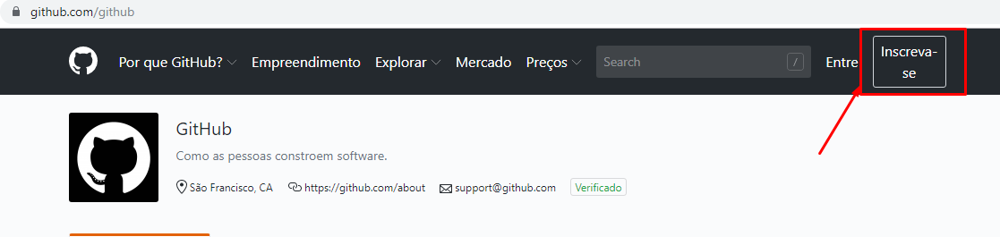 github.com/github
Por que GitHub? Empreendimento Explorar Mercado Preços Search / Entre Inscreva-
se
GitHub
Como as pessoas constroem software.
São Francisco, CA https://github.com/about support@github.com Verificado